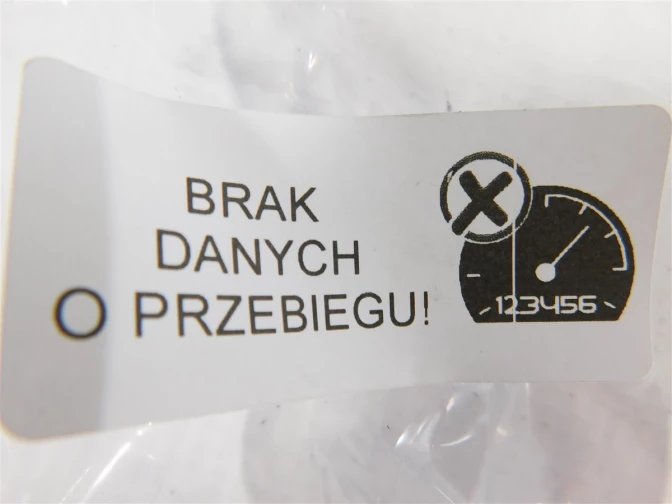 BRAK
DANYCH
O PRZEBIEGU!
123456